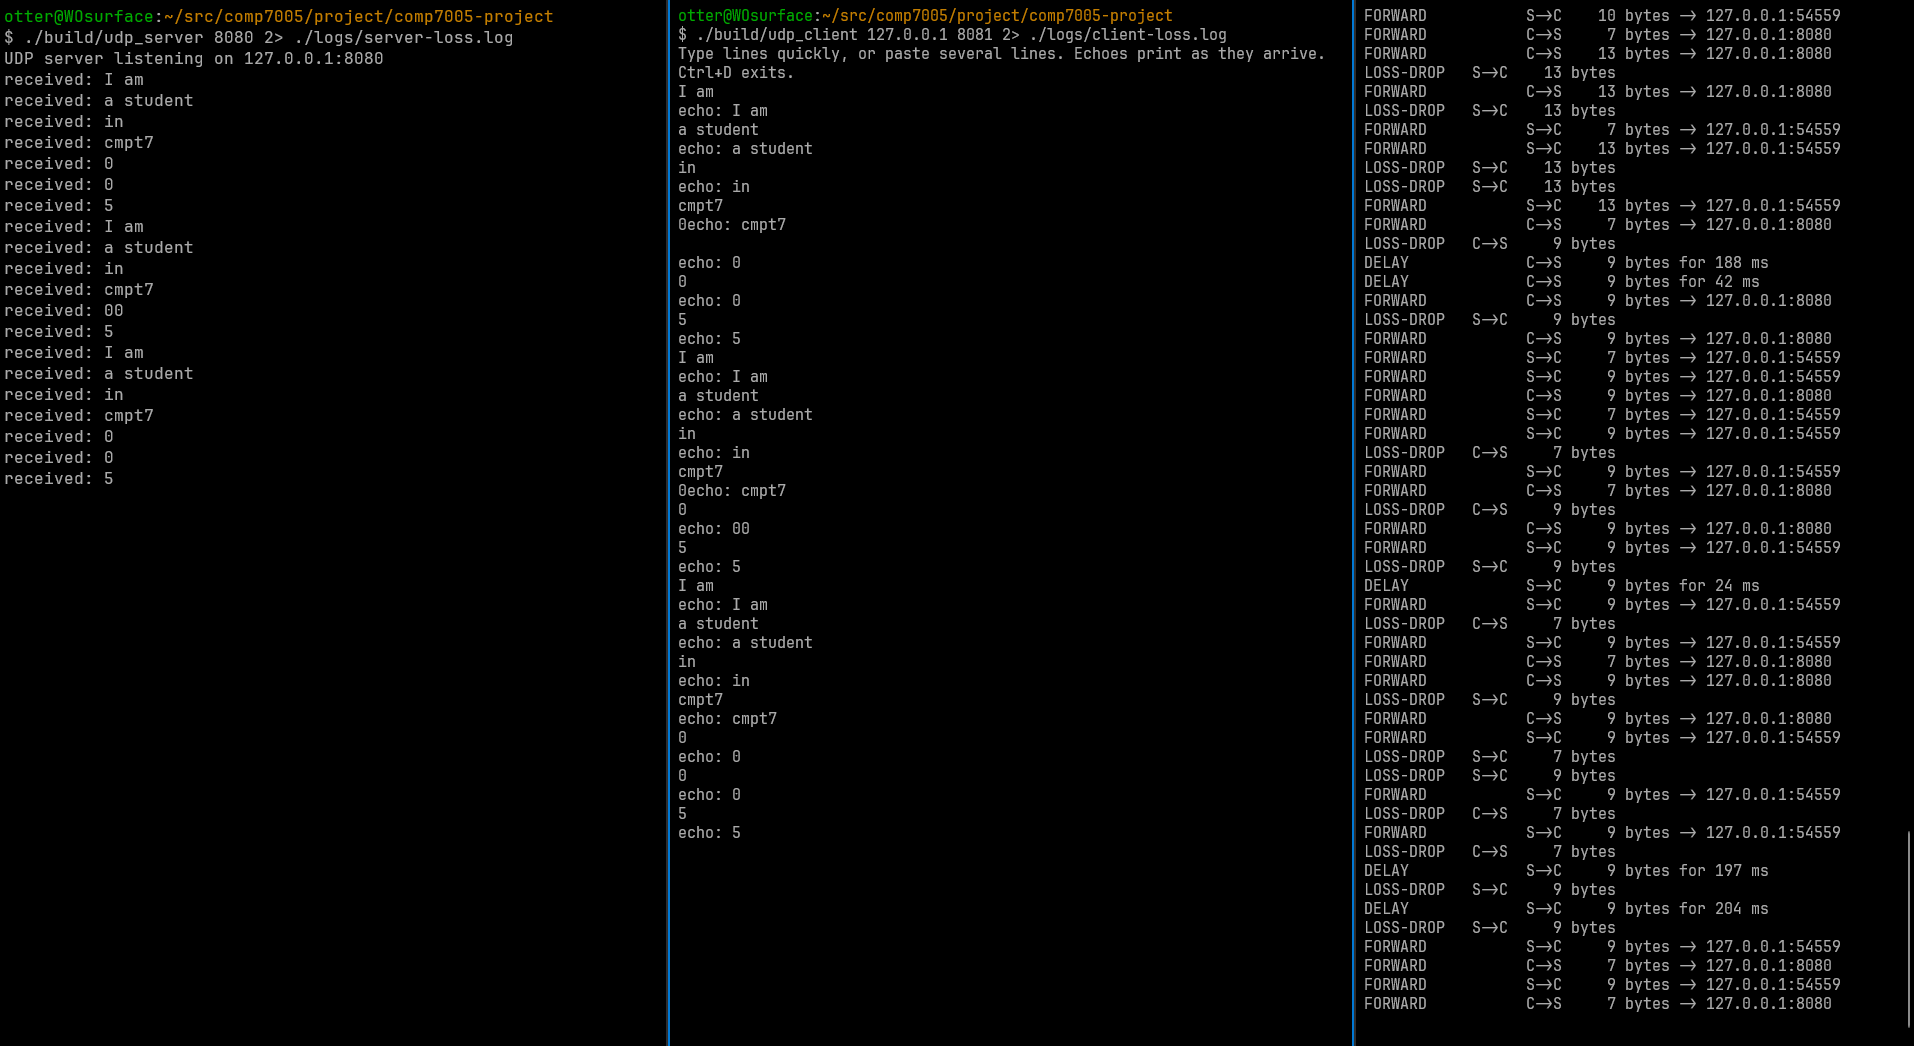 otter@WOsurface:~/src/comp7005/project/comp7005-project
$ ./build/udp_server 8080 2> ./logs/server-loss.log
UDP server listening on 127.0.0.1:8080
received: I am
received: a student
received: in
received: cmpt7
received: 0
received: 0
received: 5
received: I am
received: a student
received: in
received: cmpt7
received: 00
received: 5
received: I am
received: a student
received: in
received: cmpt7
received: 0
received: 0
received: 5
otter@WOsurface:~/src/comp7005/project/comp7005-project
$ ./build/udp_client 127.0.0.1 8081 2> ./logs/client-loss.log
Type lines quickly, or paste several lines. Echoes print as they arrive.
Ctrl+D exits.
I am
echo: I am
a student
echo: a student
in
echo: in
cmpt7
0echo: cmpt7
echo: 0
0
echo: 0
5
echo: 5
I am
echo: I am
a student
echo: a student
in
echo: in
cmpt7
0echo: cmpt7
0
echo: 00
5
echo: 5
I am
echo: I am
a student
echo: a student
in
echo: in
cmpt7
echo: cmpt7
0
echo: 0
0
echo: 0
5
echo: 5
FORWARD S→C 10 bytes → 127.0.0.1:54559
FORWARD C→S 7 bytes → 127.0.0.1:8080
FORWARD C→S 13 bytes → 127.0.0.1:8080
LOSS-DROP S→C 13 bytes
FORWARD C→S 13 bytes → 127.0.0.1:8080
LOSS-DROP S→C 13 bytes
FORWARD S→C 7 bytes → 127.0.0.1:54559
FORWARD S→C 13 bytes → 127.0.0.1:54559
LOSS-DROP S→C 13 bytes
LOSS-DROP S→C 13 bytes
FORWARD S→C 13 bytes → 127.0.0.1:54559
FORWARD C→S 7 bytes → 127.0.0.1:8080
LOSS-DROP C→S 9 bytes
DELAY C→S 9 bytes for 188 ms
DELAY C→S 9 bytes for 42 ms
FORWARD C→S 9 bytes → 127.0.0.1:8080
LOSS-DROP S→C 9 bytes
FORWARD C→S 9 bytes → 127.0.0.1:8080
FORWARD S→C 7 bytes → 127.0.0.1:54559
FORWARD S→C 9 bytes → 127.0.0.1:54559
FORWARD C→S 9 bytes → 127.0.0.1:8080
FORWARD S→C 7 bytes → 127.0.0.1:54559
FORWARD S→C 9 bytes → 127.0.0.1:54559
LOSS-DROP C→S 7 bytes
FORWARD S→C 9 bytes → 127.0.0.1:54559
FORWARD C→S 7 bytes → 127.0.0.1:8080
LOSS-DROP C→S 9 bytes
FORWARD C→S 9 bytes → 127.0.0.1:8080
FORWARD S→C 9 bytes → 127.0.0.1:54559
LOSS-DROP S→C 9 bytes
DELAY S→C 9 bytes for 24 ms
FORWARD S→C 9 bytes → 127.0.0.1:54559
LOSS-DROP C→S 7 bytes
FORWARD S→C 9 bytes → 127.0.0.1:54559
FORWARD C→S 7 bytes → 127.0.0.1:8080
FORWARD C→S 9 bytes → 127.0.0.1:8080
LOSS-DROP S→C 9 bytes
FORWARD C→S 9 bytes → 127.0.0.1:8080
FORWARD S→C 9 bytes → 127.0.0.1:54559
LOSS-DROP S→C 7 bytes
LOSS-DROP S→C 9 bytes
FORWARD S→C 9 bytes → 127.0.0.1:54559
LOSS-DROP C→S 7 bytes
FORWARD S→C 9 bytes → 127.0.0.1:54559
LOSS-DROP C→S 7 bytes
DELAY S→C 9 bytes for 197 ms
LOSS-DROP S→C 9 bytes
DELAY S→C 9 bytes for 204 ms
LOSS-DROP S→C 9 bytes
FORWARD S→C 9 bytes → 127.0.0.1:54559
FORWARD C→S 7 bytes → 127.0.0.1:8080
FORWARD S→C 9 bytes → 127.0.0.1:54559
FORWARD C→S 7 bytes → 127.0.0.1:8080